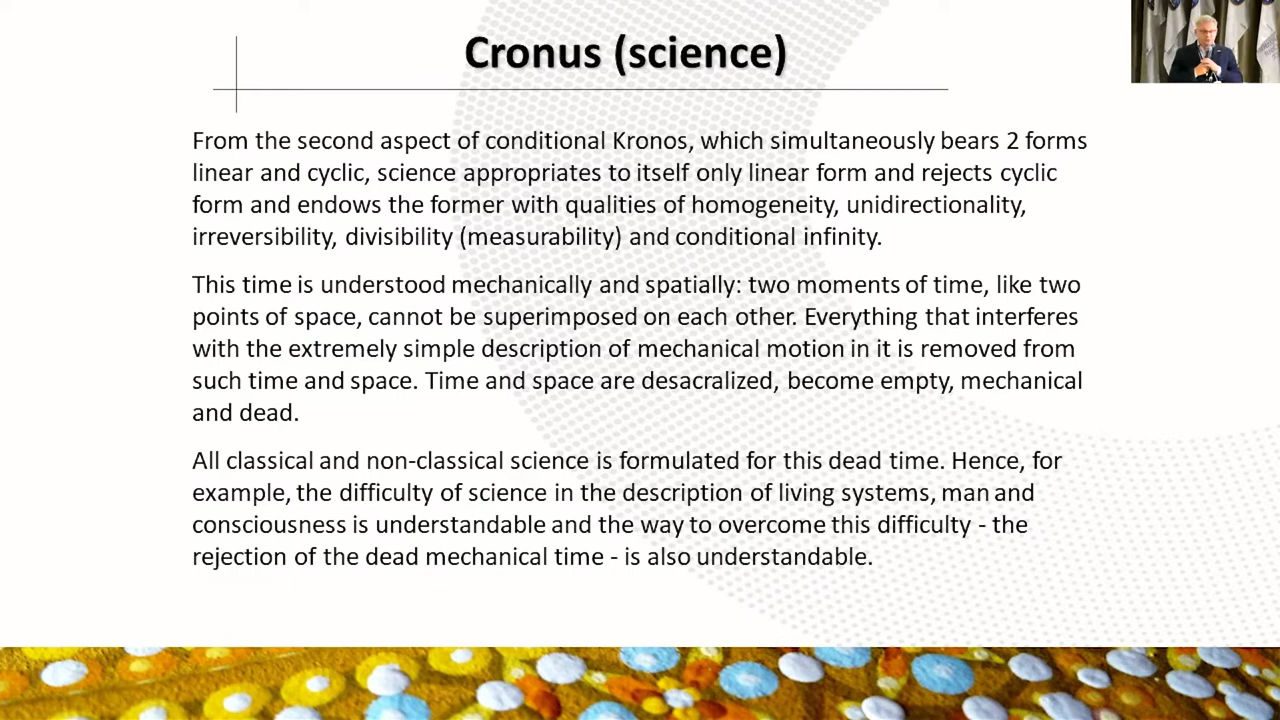 Cronus (science)
From the second aspect of conditional Kronos, which simultaneously bears 2 forms
linear and cyclic, science appropriates to itself only linear form and rejects cyclic
form and endows the former with qualities of homogeneity, unidirectionality,
irreversibility, divisibility (measurability) and conditional infinity.
This time is understood mechanically and spatially: two moments of time, like two
points of space, cannot be superimposed on each other. Everything that interferes
with the extremely simple description of mechanical motion in it is removed from
such time and space. Time and space are desacralized, become empty, mechanical
and dead.
All classical and non-classical science is formulated for this dead time. Hence, for
example, the difficulty of science in the description of living systems, man and
consciousness is understandable and the way to overcome this difficulty - the
rejection of the dead mechanical time - is also understandable.